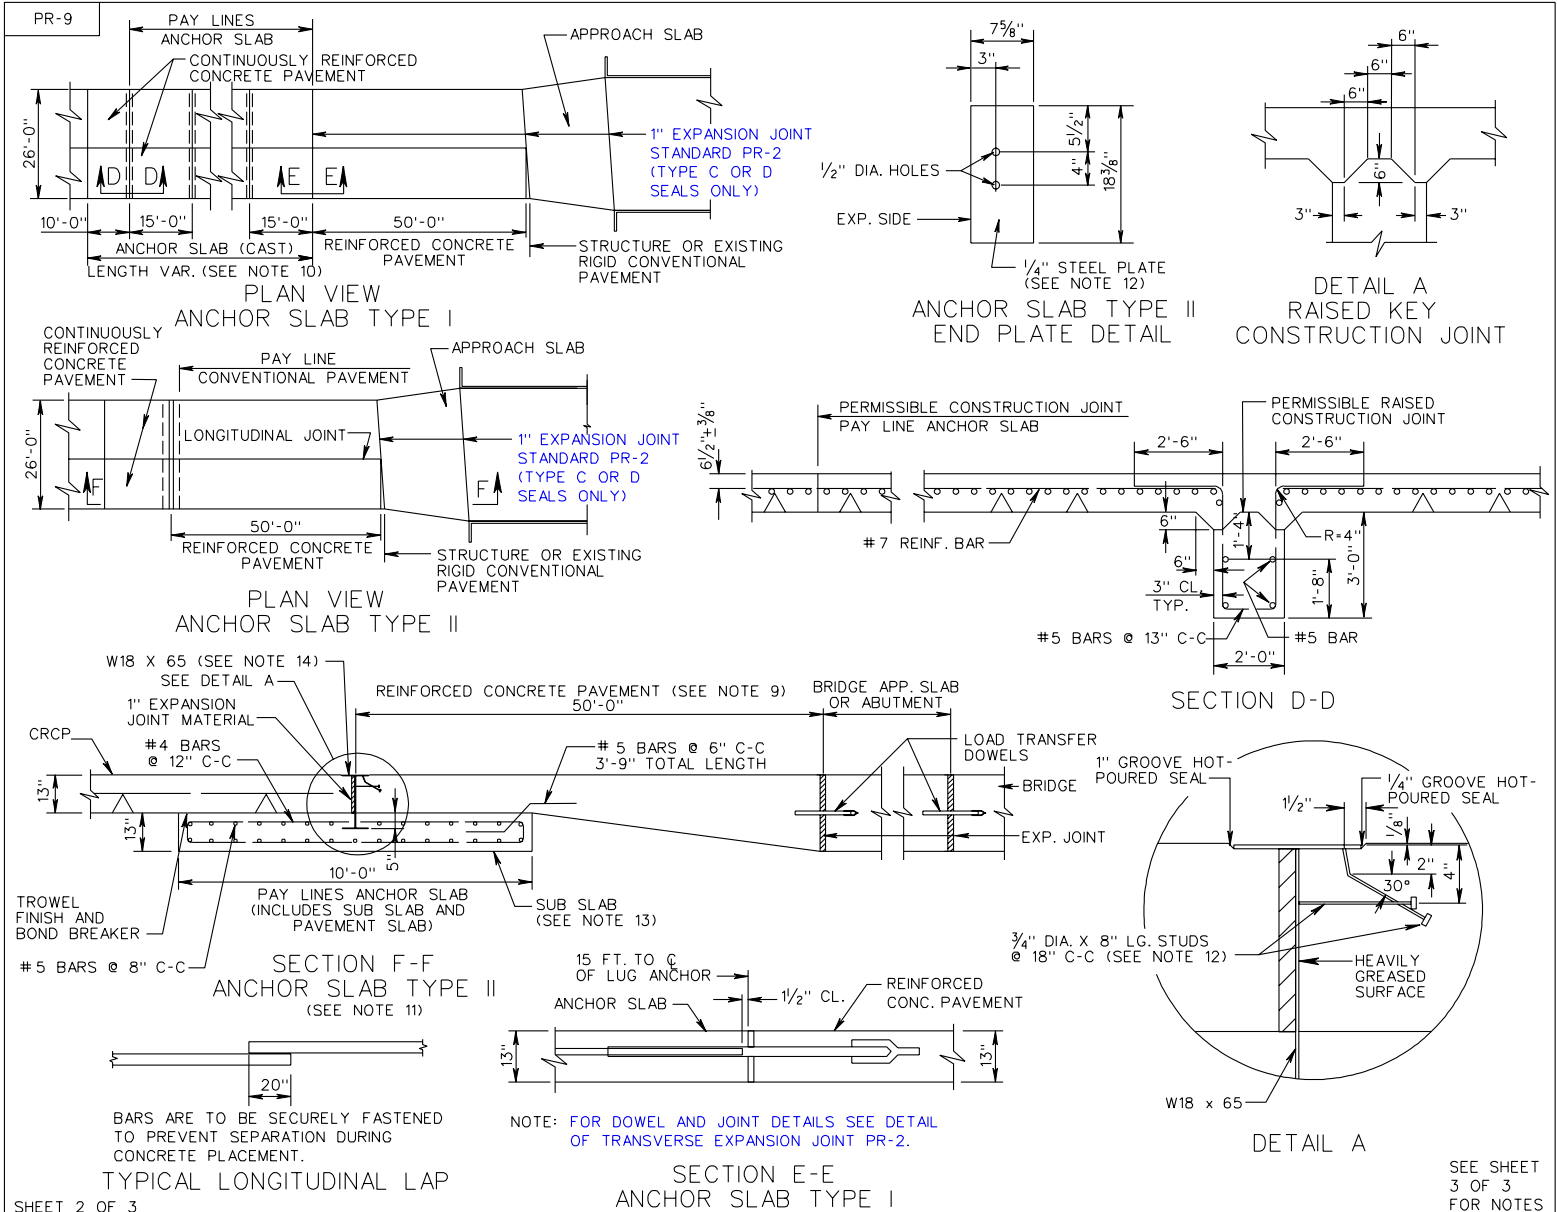 PR-9
PAY LINES
ANCHOR SLAB
CONTINUOUSLY REINFORCED
CONCRETE PAVEMENT
APPROACH SLAB
1" EXPANSION JOINT
STANDARD PR-2
(TYPE C OR D
SEALS ONLY)
26'-0"
D D
E E
10'-0"
15'-0"
15'-0"
50'-0"
ANCHOR SLAB (CAST)
LENGTH VAR. (SEE NOTE 10)
REINFORCED CONCRETE
PAVEMENT
STRUCTURE OR EXISTING
RIGID CONVENTIONAL
PAVEMENT
PLAN VIEW
ANCHOR SLAB TYPE I
7⅝"
3"
½" DIA. HOLES
EXP. SIDE
5½"
4"
18⅜"
¼" STEEL PLATE
(SEE NOTE 12)
ANCHOR SLAB TYPE II
END PLATE DETAIL
6"
6"
6"
6"
3"
3"
DETAIL A
RAISED KEY
CONSTRUCTION JOINT
CONTINUOUSLY
REINFORCED
CONCRETE
PAVEMENT
PAY LINE
CONVENTIONAL PAVEMENT
APPROACH SLAB
LONGITUDINAL JOINT
1" EXPANSION JOINT
STANDARD PR-2
(TYPE C OR D
SEALS ONLY)
26'-0"
F
F
50'-0"
REINFORCED CONCRETE
PAVEMENT
STRUCTURE OR EXISTING
RIGID CONVENTIONAL
PAVEMENT
PLAN VIEW
ANCHOR SLAB TYPE II
PERMISSIBLE CONSTRUCTION JOINT
PAY LINE ANCHOR SLAB
6½"±⅜"
PERMISSIBLE RAISED
CONSTRUCTION JOINT
2'-6"
2'-6"
#7 REINF. BAR
6"
6"
1'-4"
R=4"
3" CL.
TYP.
1'-8"
3'-0"
#5 BARS @ 13" C-C
#5 BAR
2'-0"
SECTION D-D
W18 X 65 (SEE NOTE 14)
SEE DETAIL A
1" EXPANSION
JOINT MATERIAL
CRCP
#4 BARS
@ 12" C-C
REINFORCED CONCRETE PAVEMENT (SEE NOTE 9)
50'-0"
BRIDGE APP. SLAB
OR ABUTMENT
#5 BARS @ 6" C-C
3'-9" TOTAL LENGTH
LOAD TRANSFER
DOWELS
BRIDGE
EXP. JOINT
13"
13"
5"
10'-0"
PAY LINES ANCHOR SLAB
(INCLUDES SUB SLAB AND
PAVEMENT SLAB)
SUB SLAB
(SEE NOTE 13)
TROWEL
FINISH AND
BOND BREAKER
#5 BARS @ 8" C-C
SECTION F-F
ANCHOR SLAB TYPE II
(SEE NOTE 11)
1" GROOVE HOT-
POURED SEAL
¼" GROOVE HOT-
POURED SEAL
1½"
⅛"
2"
4"
30°
¾" DIA. X 8" LG. STUDS
@ 18" C-C (SEE NOTE 12)
HEAVILY
GREASED
SURFACE
W18 x 65
DETAIL A
20"
BARS ARE TO BE SECURELY FASTENED
TO PREVENT SEPARATION DURING
CONCRETE PLACEMENT.
TYPICAL LONGITUDINAL LAP
15 FT. TO ℄
OF LUG ANCHOR
ANCHOR SLAB
1½" CL.
REINFORCED
CONC. PAVEMENT
13"
13"
NOTE: FOR DOWEL AND JOINT DETAILS SEE DETAIL
OF TRANSVERSE EXPANSION JOINT PR-2.
SECTION E-E
ANCHOR SLAB TYPE I
SHEET 2 OF 3
SEE SHEET
3 OF 3
FOR NOTES